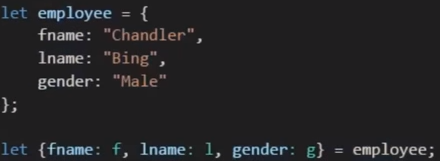 let employee = {
    fname: "Chandler",
    lname: "Bing",
    gender: "Male"
};

let {fname: f, lname: l, gender: g} = employee;